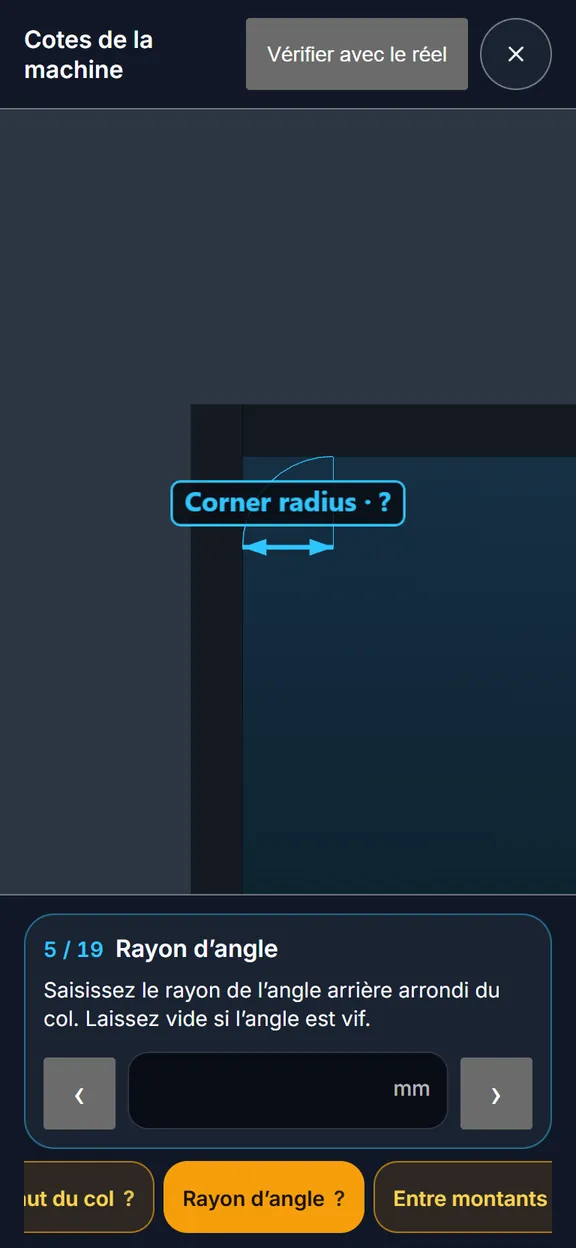 Cotes de la
machine
Vérifier avec le réel
×
Corner radius · ?
5 / 19 Rayon d’angle
Saisissez le rayon de l’angle arrière arrondi du
col. Laissez vide si l’angle est vif.
‹ mm ›
ut du col ? Rayon d’angle ? Entre montants